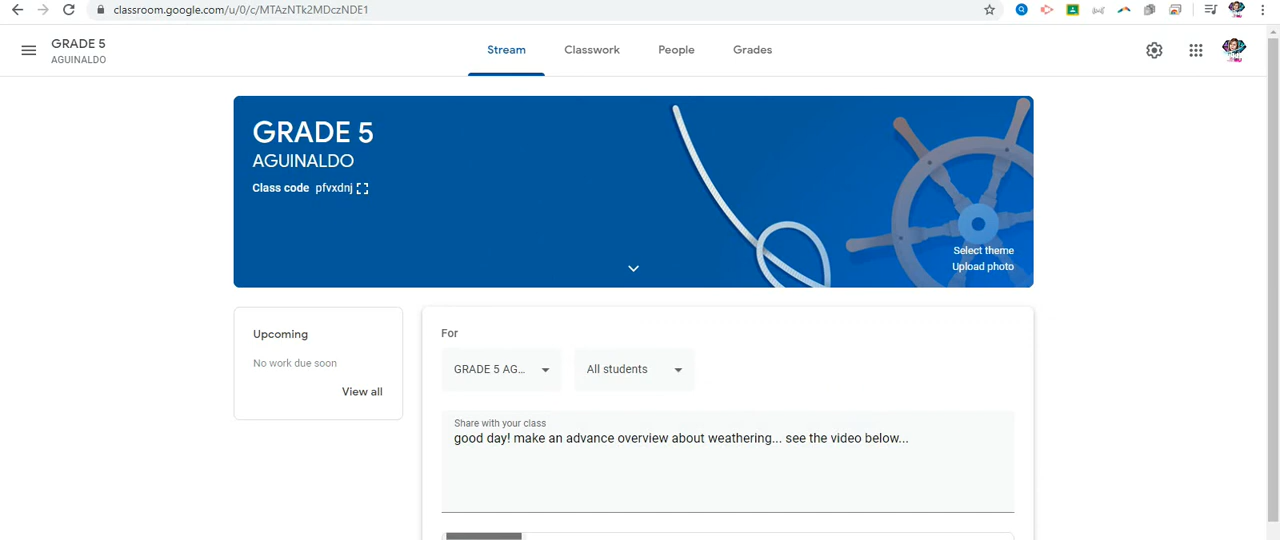 classroom.google.com/u/0/c/MTAzNTk2MDczNDE1
GRADE 5
AGUINALDO
Stream
Classwork
People
Grades
GRADE 5
AGUINALDO
Class code pfvxdnj
Select theme
Upload photo
Upcoming
No work due soon
View all
For
GRADE 5 AG...
All students
Share with your class
good day! make an advance overview about weathering... see the video below...